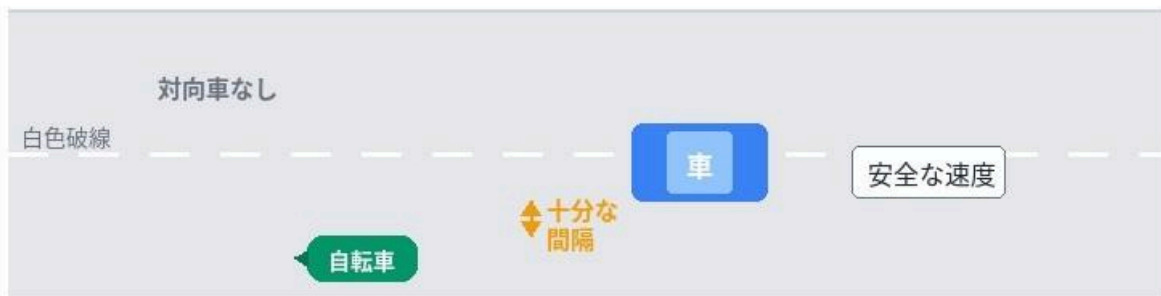 対向車なし
白色破線
車
安全な速度
十分な
間隔
自転車